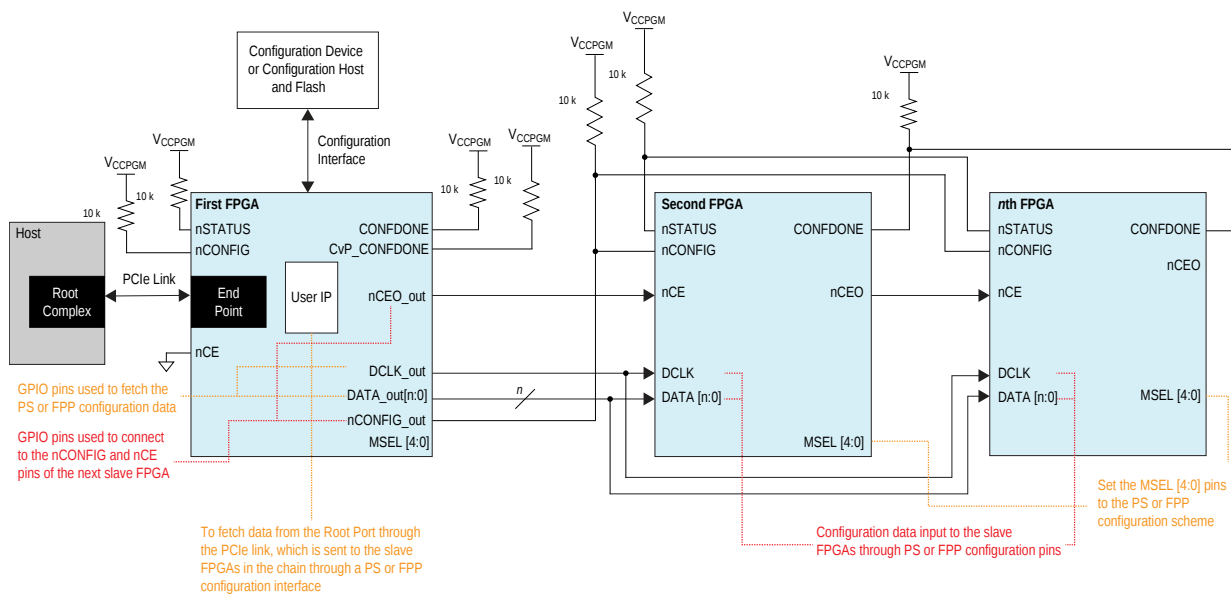 VCCPGM
VCCPGM
10 k
VCCPGM
10 k
VCCPGM
10 k
Configuration Device
or Configuration Host
and Flash
Configuration
Interface
VCCPGM
10 k
VCCPGM
10 k
VCCPGM
10 k
VCCPGM
10 k
Host
Root
Complex
PCIe Link
First FPGA
nSTATUS
nCONFIG
End
Point
nCE
User IP
CONFDONE
CvP_CONFDONE
nCEO_out
DCLK_out
DATA_out[n:0]
nCONFIG_out
MSEL [4:0]
n
Second FPGA
nSTATUS
nCONFIG
nCE
DCLK
DATA [n:0]
CONFDONE
nCEO
MSEL [4:0]
nth FPGA
nSTATUS
nCONFIG
nCE
DCLK
DATA [n:0]
CONFDONE
nCEO
MSEL [4:0]
GPIO pins used to fetch the
PS or FPP configuration data
GPIO pins used to connect
to the nCONFIG and nCE
pins of the next slave FPGA
To fetch data from the Root Port through
the PCIe link, which is sent to the slave
FPGAs in the chain through a PS or FPP
configuration interface
Configuration data input to the slave
FPGAs through PS or FPP configuration pins
Set the MSEL [4:0] pins
to the PS or FPP
configuration scheme